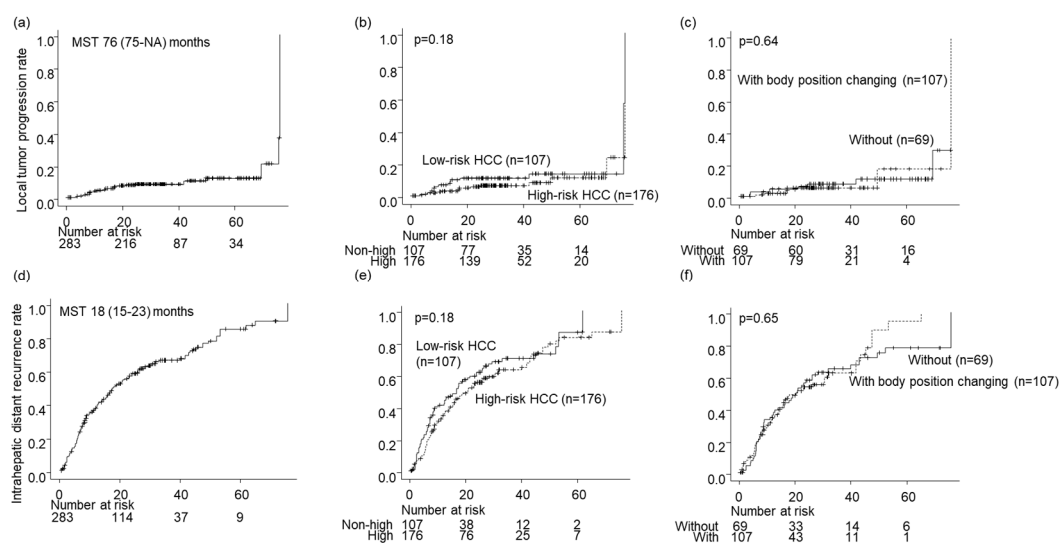 (a)
MST 76 (75-NA) months
Local tumor progression rate
1.0
0.8
0.6
0.4
0.2
0.0
0 20 40 60
Number at risk
283 216 87 34
(b)
p=0.18
1.0
0.8
0.6
0.4
0.2
0.0
Low-risk HCC (n=107)
High-risk HCC (n=176)
0 20 40 60
Number at risk
Non-high 107 77 35 14
High 176 139 52 20
(c)
p=0.64
1.0
0.8
0.6
0.4
0.2
0.0
With body position changing (n=107)
Without (n=69)
0 20 40 60
Number at risk
Without 69 60 31 16
With 107 79 21 4
(d)
MST 18 (15-23) months
Intrahepatic distant recurrence rate
1.0
0.8
0.6
0.4
0.2
0.0
0 20 40 60
Number at risk
283 114 37 9
(e)
p=0.18
1.0
0.8
0.6
0.4
0.2
0.0
Low-risk HCC
(n=107)
High-risk HCC (n=176)
0 20 40 60
Number at risk
Non-high 107 38 12 2
High 176 76 25 7
(f)
p=0.65
1.0
0.8
0.6
0.4
0.2
0.0
Without (n=69)
With body position changing (n=107)
0 20 40 60
Number at risk
Without 69 33 14 6
With 107 43 11 1